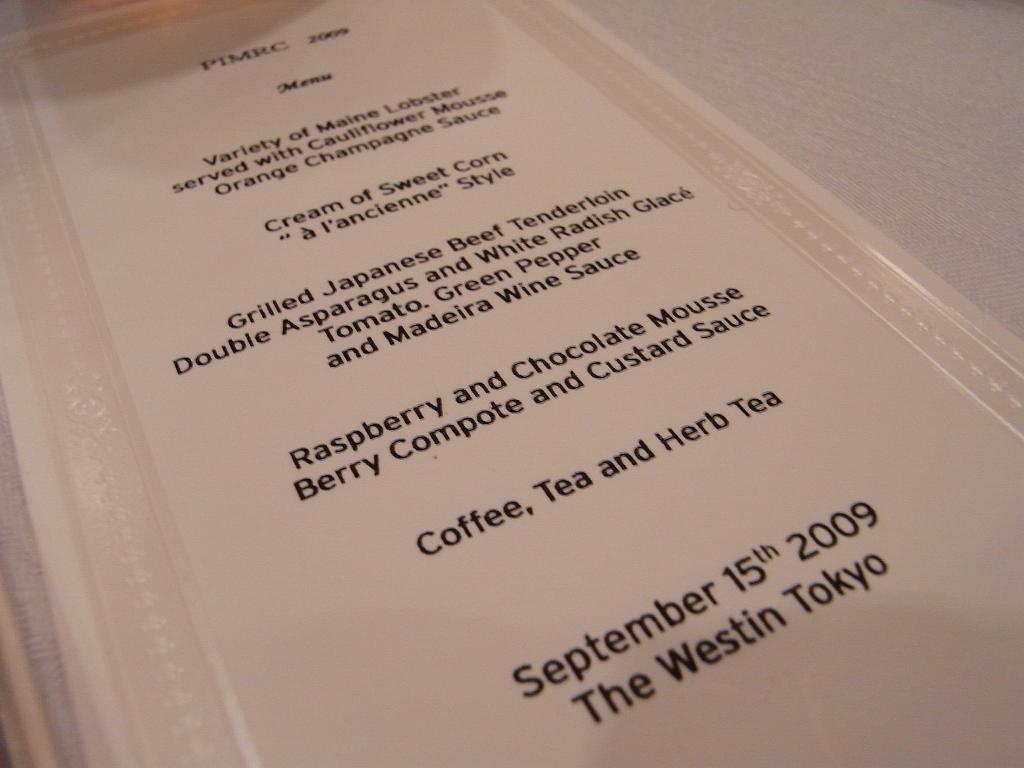 PIMRC 2009
Menu
Variety of Maine Lobster
served with Cauliflower Mousse
Orange Champagne Sauce
Cream of Sweet Corn
“ à l'ancienne” Style
Grilled Japanese Beef Tenderloin
Double Asparagus and White Radish Glacé
Tomato. Green Pepper
and Madeira Wine Sauce
Raspberry and Chocolate Mousse
Berry Compote and Custard Sauce
Coffee, Tea and Herb Tea
September 15th 2009
The Westin Tokyo